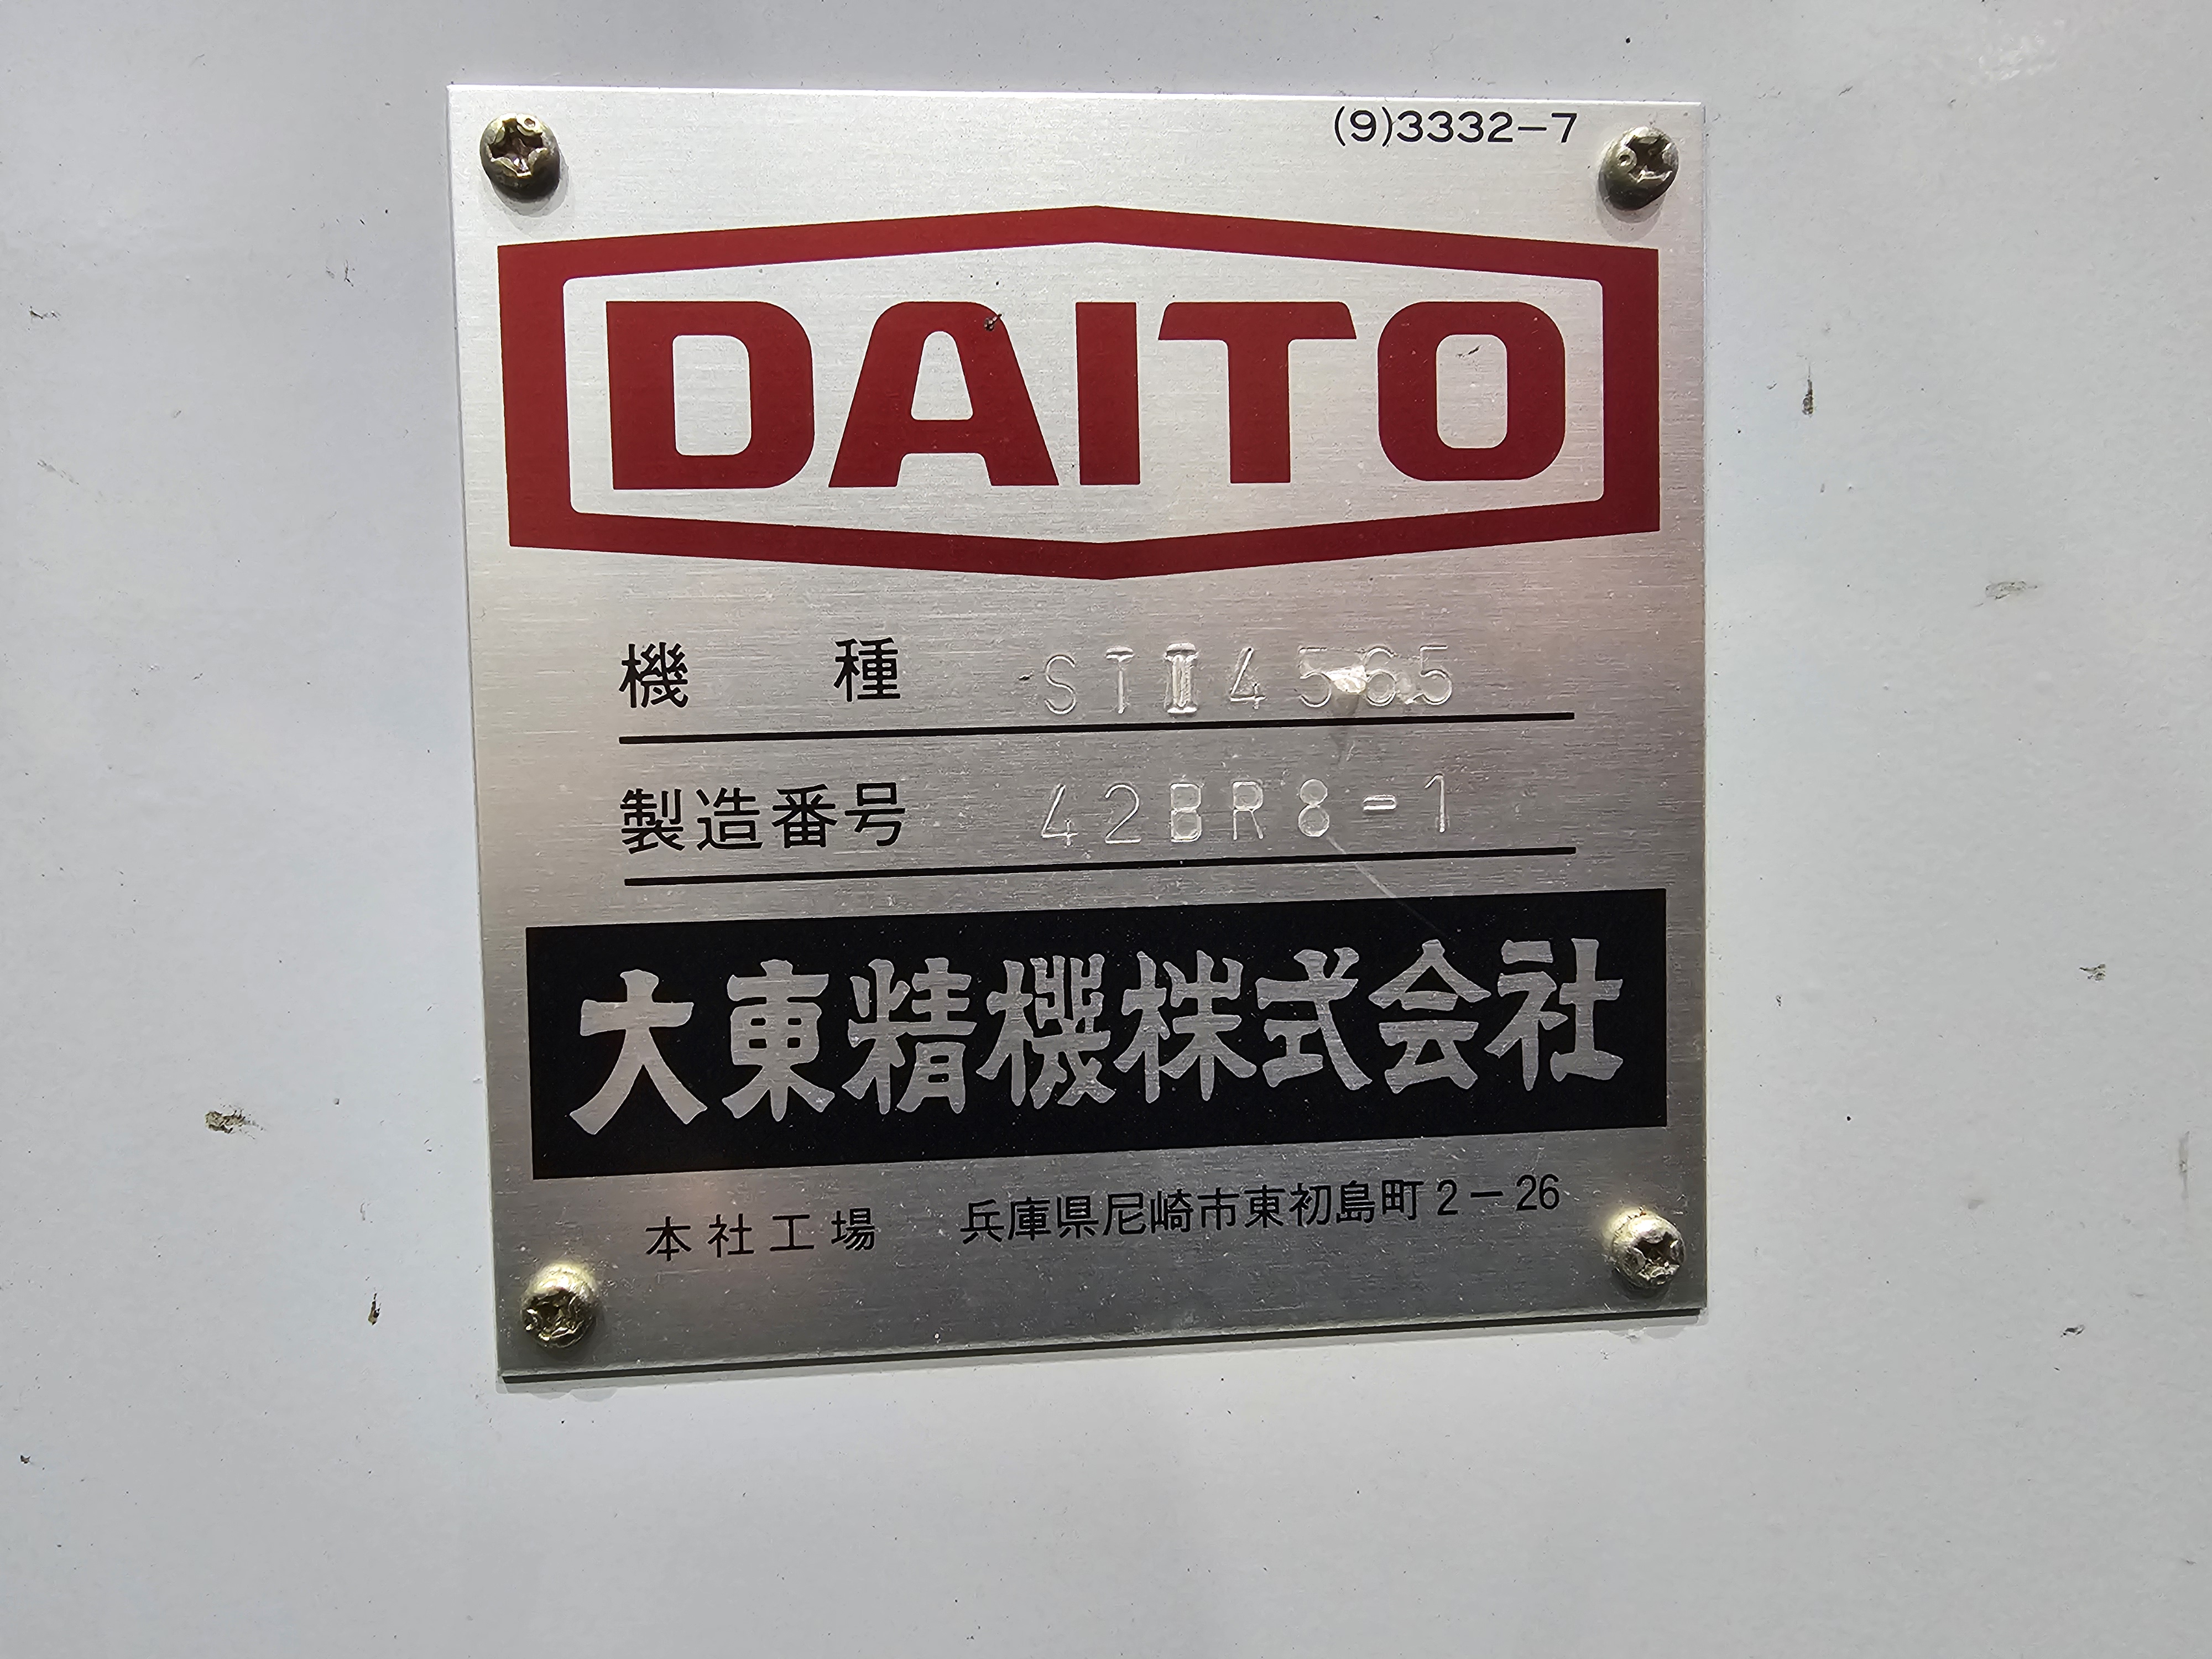 (9)3332-7
DAITO
機種 STⅡ4565
製造番号 42BR8-1
大東精機株式会社
本社工場 兵庫県尼崎市東初島町2-26